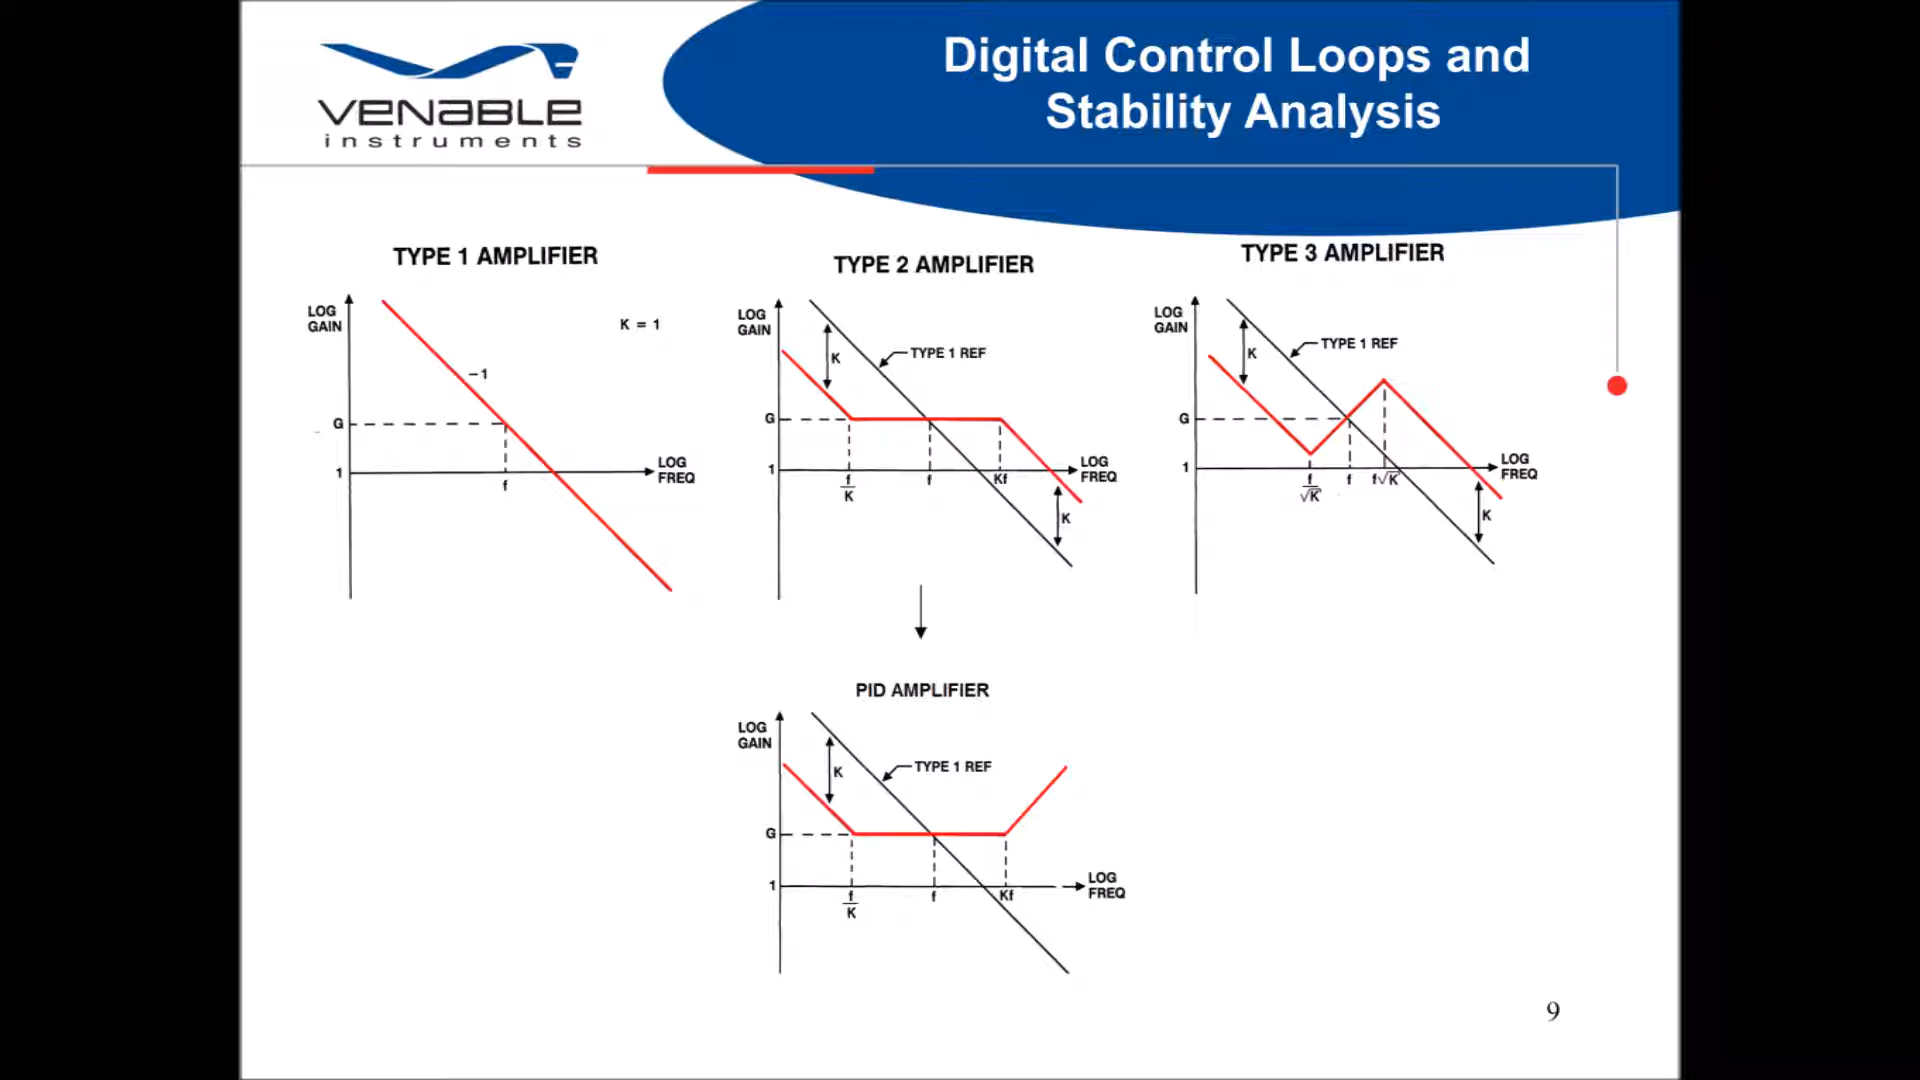 VENABLE
instruments
Digital Control Loops and
Stability Analysis
TYPE 1 AMPLIFIER
LOG
GAIN
K = 1
−1
G
1
f
LOG
FREQ
TYPE 2 AMPLIFIER
LOG
GAIN
K
TYPE 1 REF
G
1
f
K
f
Kf
LOG
FREQ
K
TYPE 3 AMPLIFIER
LOG
GAIN
K
TYPE 1 REF
G
1
f
√K
f
f√K
LOG
FREQ
K
PID AMPLIFIER
LOG
GAIN
K
TYPE 1 REF
G
1
f
K
f
Kf
LOG
FREQ
9